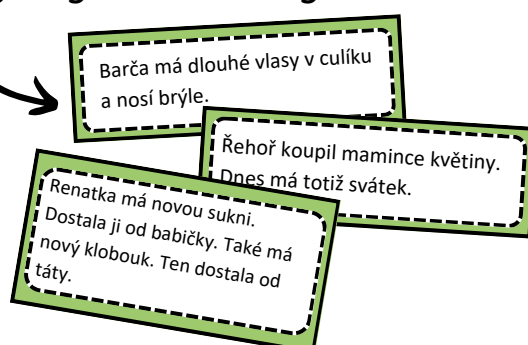 Barča má dlouhé vlasy v culíku
a nosí brýle.
Řehoř koupil mamince květiny.
Dnes má totiž svátek.
Renatka má novou sukni.
Dostala ji od babičky. Také má
nový klobouk. Ten dostala od
táty.